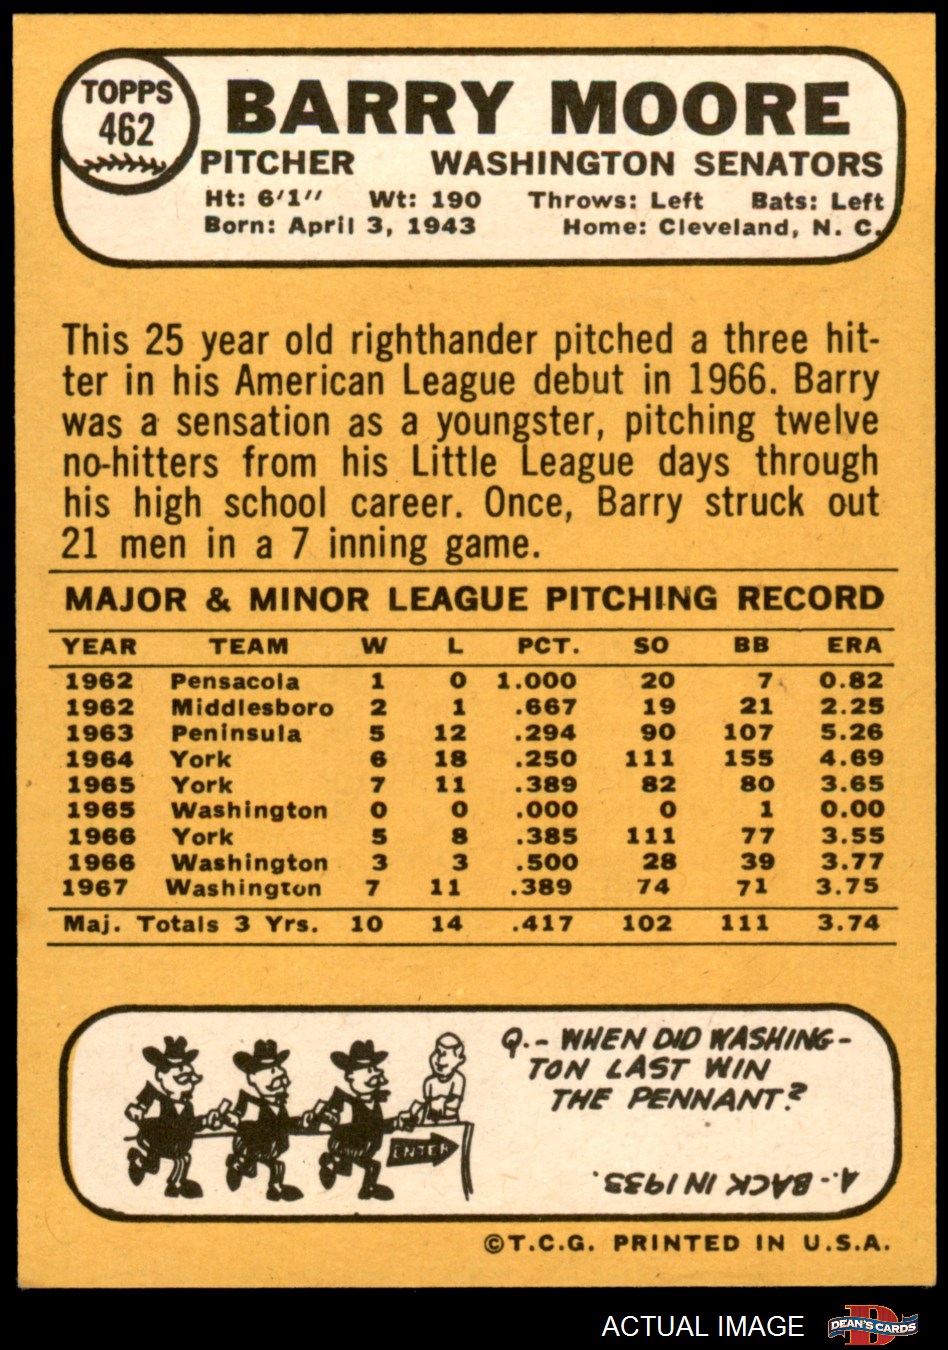 TOPPS
462
BARRY MOORE
PITCHER WASHINGTON SENATORS
Ht: 6'1" Wt: 190 Throws: Left Bats: Left
Born: April 3, 1943 Home: Cleveland, N. C.
This 25 year old righthander pitched a three hit-
ter in his American League debut in 1966. Barry
was a sensation as a youngster, pitching twelve
no-hitters from his Little League days through
his high school career. Once, Barry struck out
21 men in a 7 inning game.
MAJOR & MINOR LEAGUE PITCHING RECORD
YEAR TEAM W L PCT. SO BB ERA
1962 Pensacola 1 0 1.000 20 7 0.82
1962 Middlesboro 2 1 .667 19 21 2.25
1963 Peninsula 5 12 .294 90 107 5.26
1964 York 6 18 .250 111 155 4.69
1965 York 7 11 .389 82 80 3.65
1965 Washington 0 0 .000 0 1 0.00
1966 York 5 8 .385 111 77 3.55
1966 Washington 3 3 .500 28 39 3.77
1967 Washington 7 11 .389 74 71 3.75
Maj. Totals 3 Yrs. 10 14 .417 102 111 3.74
ENTER
Q.- WHEN DID WASHING-
TON LAST WIN
THE PENNANT?
A.- BACK IN 1933.
©T.C.G. PRINTED IN U.S.A.
ACTUAL IMAGE
D
DEAN'S CARDS